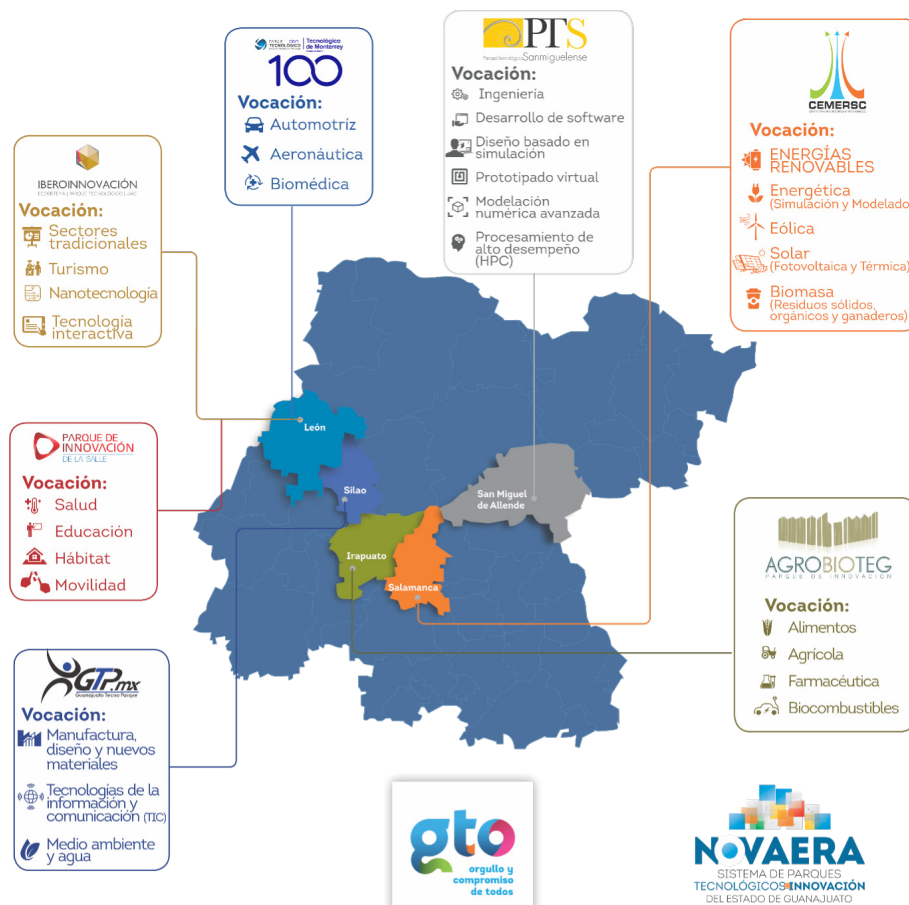 PARQUE
TECNOLÓGICO
Tecnológico
de Monterrey
100
Vocación:
Automotríz
Aeronáutica
Biomédica
PTS
Parque Tecnológico Sanmiguelense
Vocación:
Ingeniería
Desarrollo de software
Diseño basado en
simulación
Prototipado virtual
Modelación
numérica avanzada
Procesamiento de
alto desempeño
(HPC)
CEMERSC
Vocación:
ENERGÍAS
RENOVABLES
Energética
(Simulación y Modelado)
Eólica
Solar
(Fotovoltaica y Térmica)
Biomasa
(Residuos sólidos,
orgánicos y ganaderos)
IBEROINNOVACIÓN
Vocación:
Sectores
tradicionales
Turismo
Nanotecnología
Tecnología
interactiva
PARQUE DE
INNOVACIÓN
DE LA SALLE
Vocación:
Salud
Educación
Hábitat
Movilidad
León
Silao
San Miguel
de Allende
Irapuato
Salamanca
AGROBIOTEG
PARQUE DE INNOVACIÓN
Vocación:
Alimentos
Agrícola
Farmacéutica
Biocombustibles
GTP.mx
Guanajuato Tecno Parque
Vocación:
Manufactura,
diseño y nuevos
materiales
Tecnologías de la
información y
comunicación (TIC)
Medio ambiente
y agua
gto
orgullo y
compromiso
de todos
NOVAERA
SISTEMA DE PARQUES
TECNOLÓGICOS INNOVACIÓN
DEL ESTADO DE GUANAJUATO